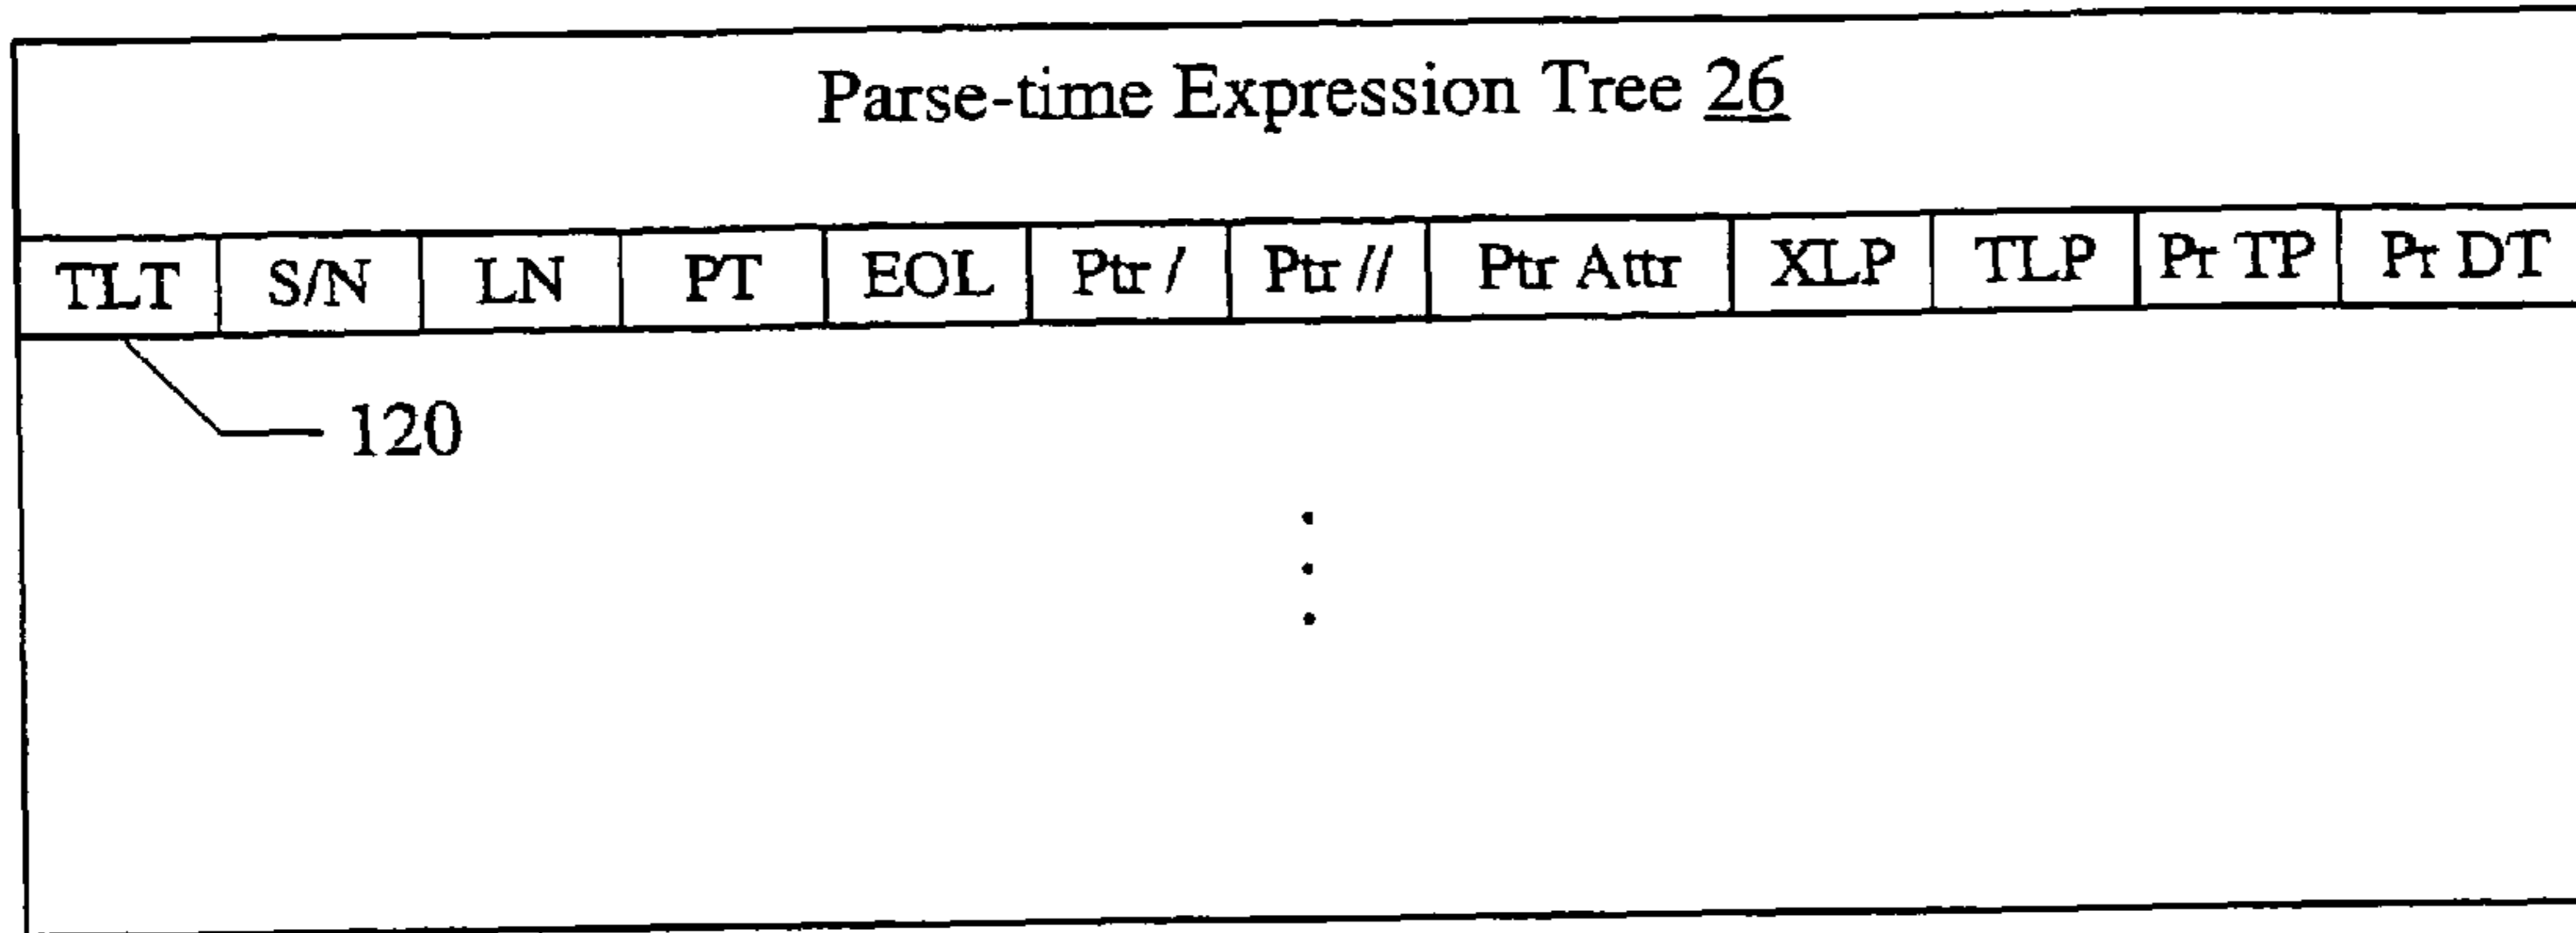 Parse-time Expression Tree 26
TLT S/N LN PT EOL Ptr / Ptr // Ptr Attr XLP TLP Pr TP Pr DT
120